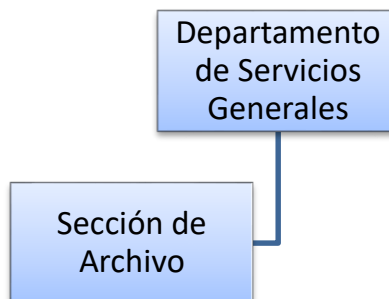 Departamento
de Servicios
Generales
Sección de
Archivo